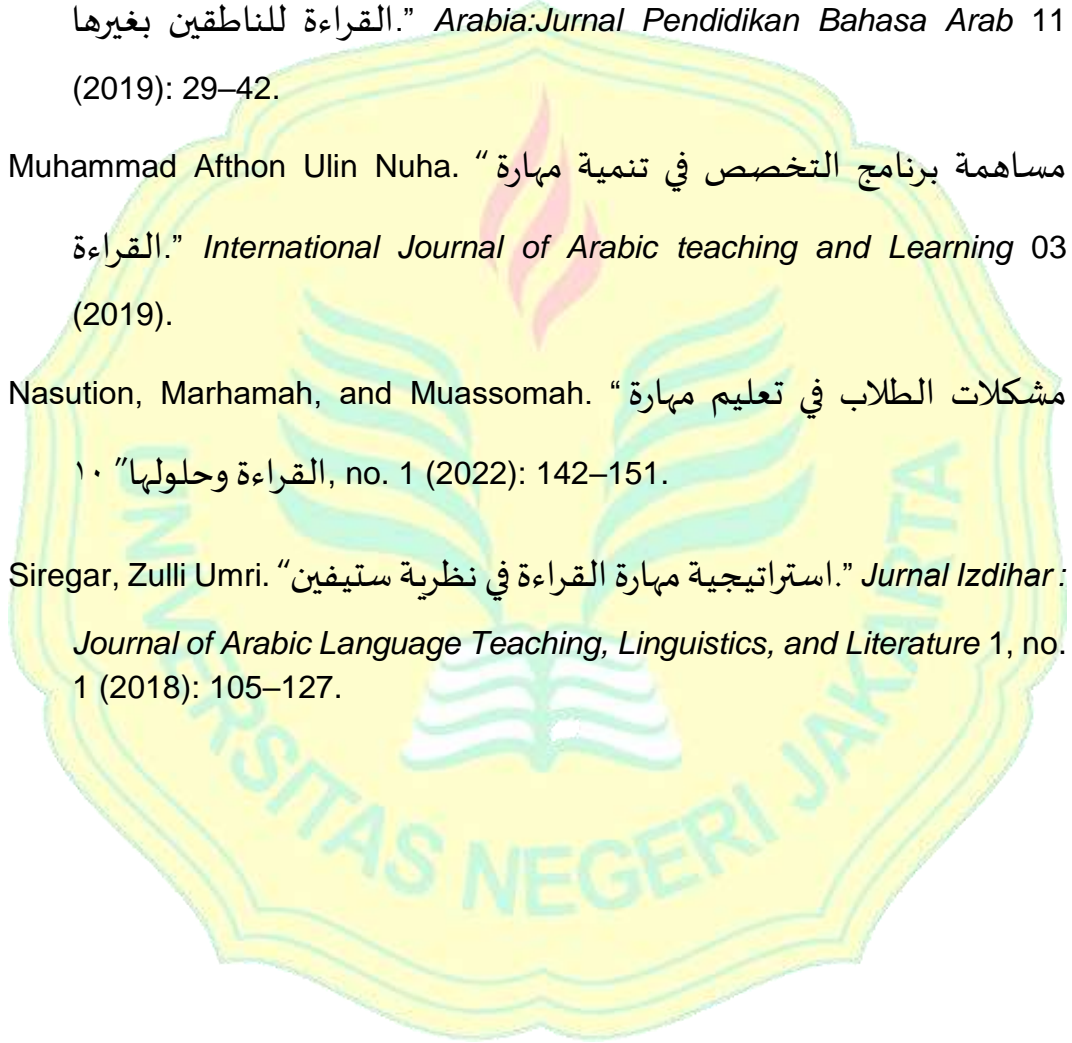 القراءة للناطقين بغيرها.” Arabia:Jurnal Pendidikan Bahasa Arab 11
(2019): 29–42.
Muhammad Afthon Ulin Nuha. “مساهمة برنامج التخصص في تنمية مهارة
القراءة.” International Journal of Arabic teaching and Learning 03
(2019).
Nasution, Marhamah, and Muassomah. “مشكلات الطلاب في تعليم مهارة
القراءة وحلولها” ١٠, no. 1 (2022): 142–151.
Siregar, Zulli Umri. “استراتيجية مهارة القراءة في نظرية ستيفين.” Jurnal Izdihar :
Journal of Arabic Language Teaching, Linguistics, and Literature 1, no.
1 (2018): 105–127.
UNIVERSITAS NEGERI JAKARTA